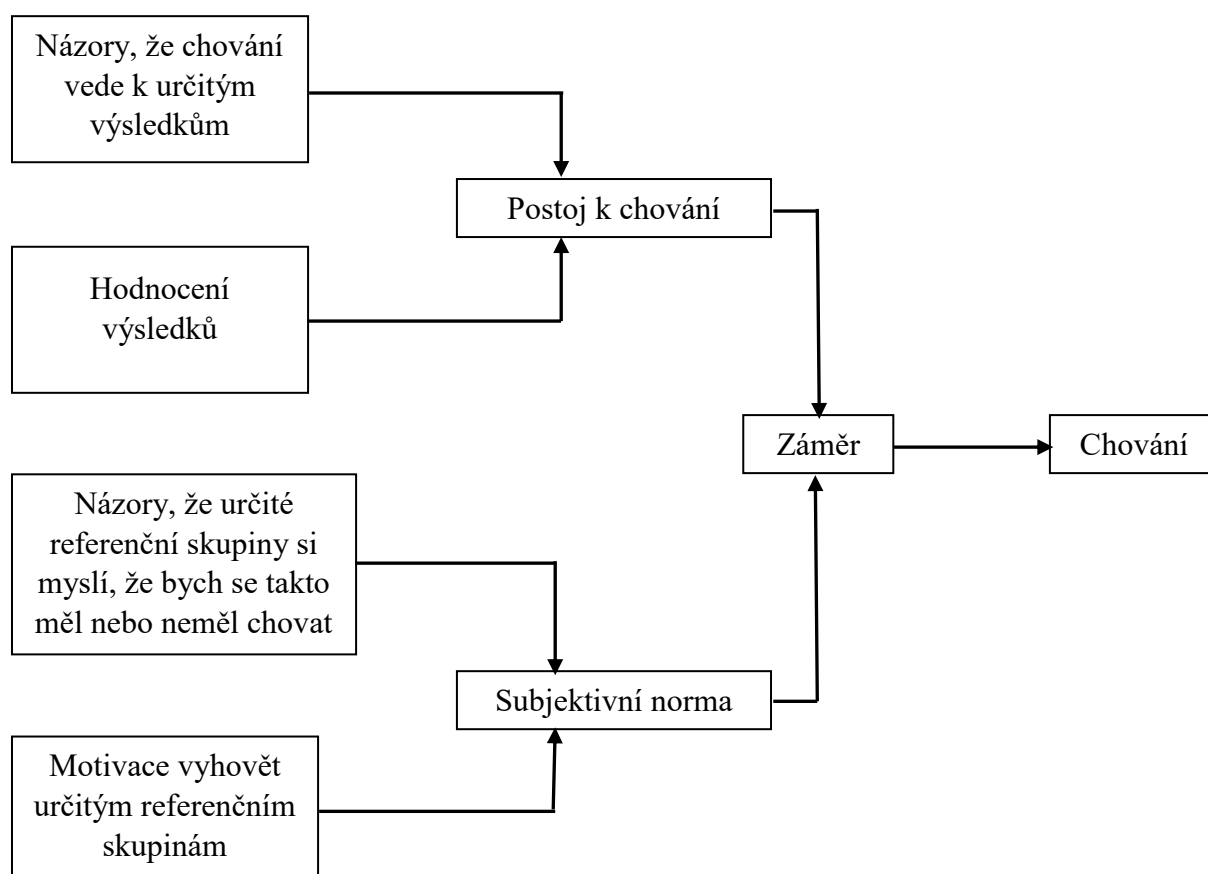 Názory, že chování
vede k určitým
výsledkům
Postoj k chování
Hodnocení
výsledků
Záměr
Chování
Názory, že určité
referenční skupiny si
myslí, že bych se takto
měl nebo neměl chovat
Subjektivní norma
Motivace vyhovět
určitým referenčním
skupinám